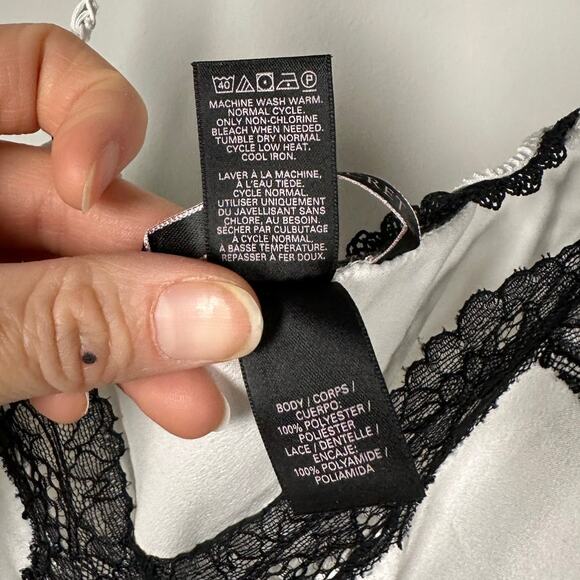 40 P
MACHINE WASH WARM.
NORMAL CYCLE.
ONLY NON-CHLORINE
BLEACH WHEN NEEDED.
TUMBLE DRY NORMAL
CYCLE LOW HEAT.
COOL IRON.
LAVER À LA MACHINE,
À L'EAU TIÈDE.
CYCLE NORMAL.
UTILISER UNIQUEMENT
DU JAVELLISANT SANS
CHLORE, AU BESOIN.
SÉCHER PAR CULBUTAGE
À CYCLE NORMAL,
À BASSE TEMPÉRATURE.
REPASSER À FER DOUX.
BODY / CORPS /
CUERPO:
100% POLYESTER /
POLIÉSTER
LACE / DENTELLE /
ENCAJE:
100% POLYAMIDE /
POLIAMIDA